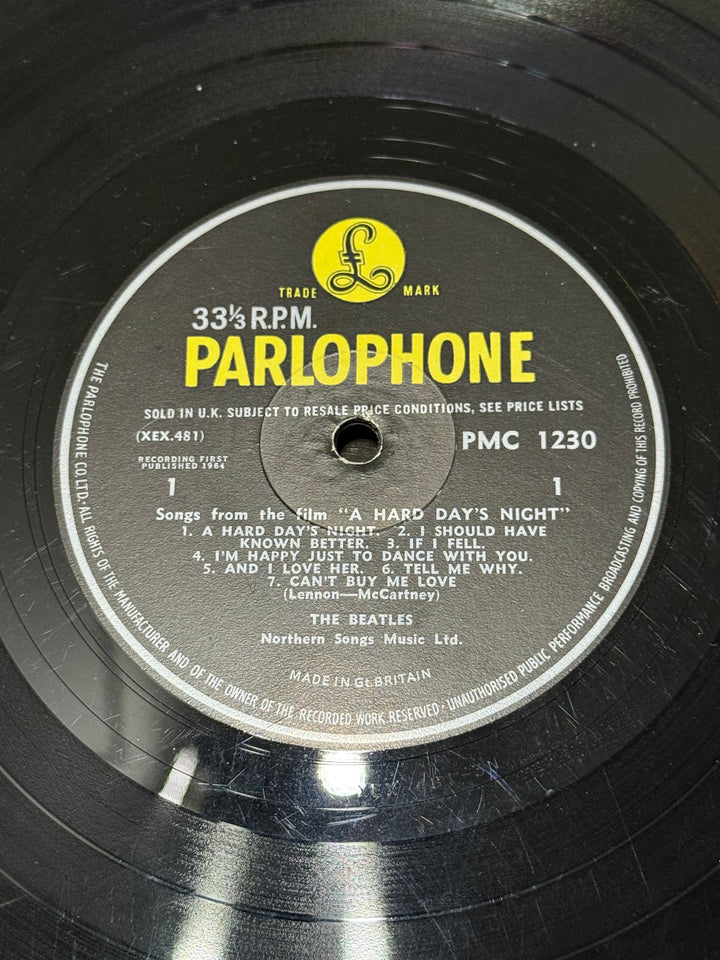 £
TRADE MARK
33⅓ R.P.M.
PARLOPHONE
SOLD IN U.K. SUBJECT TO RESALE PRICE CONDITIONS, SEE PRICE LISTS
(XEX.481)
PMC 1230
RECORDING FIRST
PUBLISHED 1964
1 1
Songs from the film "A HARD DAY'S NIGHT"
1. A HARD DAY'S NIGHT. 2. I SHOULD HAVE
KNOWN BETTER. 3. IF I FELL.
4. I'M HAPPY JUST TO DANCE WITH YOU.
5. AND I LOVE HER. 6. TELL ME WHY.
7. CAN'T BUY ME LOVE
(Lennon—McCartney)
THE BEATLES
Northern Songs Music Ltd.
MADE IN GT. BRITAIN
THE PARLOPHONE CO. LTD. ALL RIGHTS OF THE MANUFACTURER AND OF THE OWNER OF THE RECORDED WORK RESERVED · UNAUTHORISED PUBLIC PERFORMANCE BROADCASTING AND COPYING OF THIS RECORD PROHIBITED